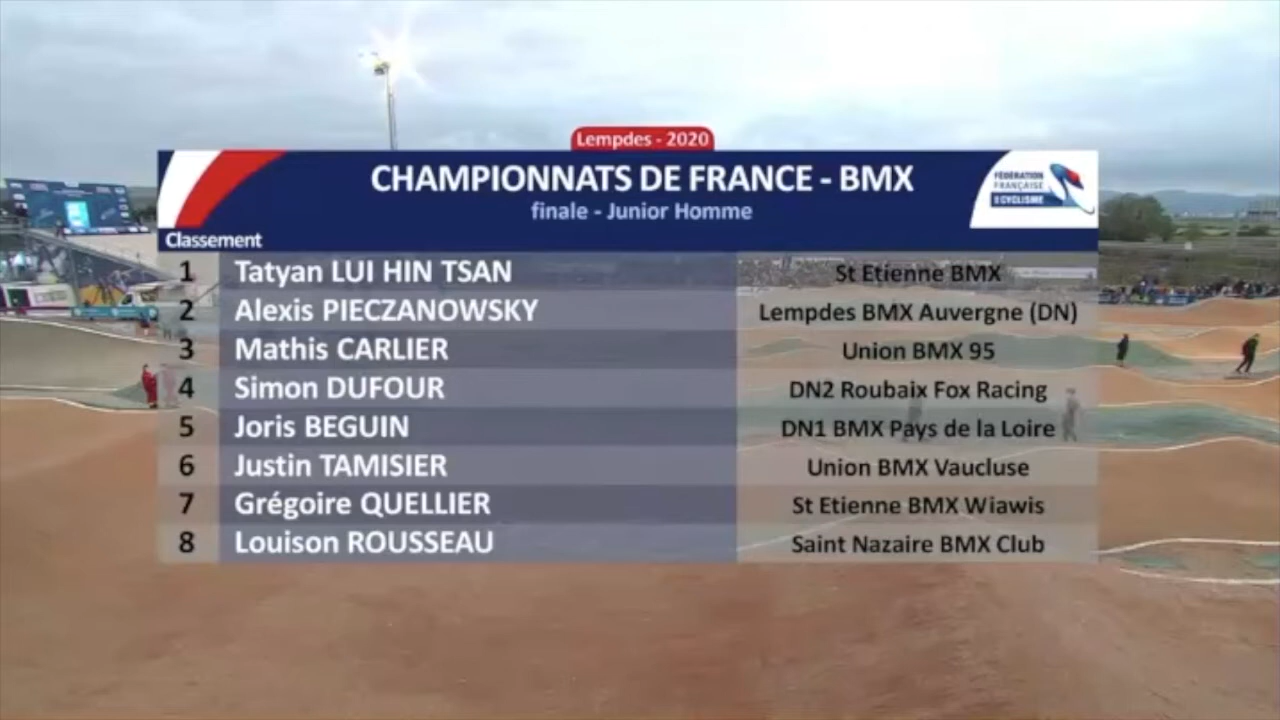 Lempdes - 2020
CHAMPIONNATS DE FRANCE - BMX
finale - Junior Homme
FÉDÉRATION
FRANÇAISE
DE CYCLISME
Classement
1 Tatyan LUI HIN TSAN St Etienne BMX
2 Alexis PIECZANOWSKY Lempdes BMX Auvergne (DN)
3 Mathis CARLIER Union BMX 95
4 Simon DUFOUR DN2 Roubaix Fox Racing
5 Joris BEGUIN DN1 BMX Pays de la Loire
6 Justin TAMISIER Union BMX Vaucluse
7 Grégoire QUELLIER St Etienne BMX Wiawis
8 Louison ROUSSEAU Saint Nazaire BMX Club